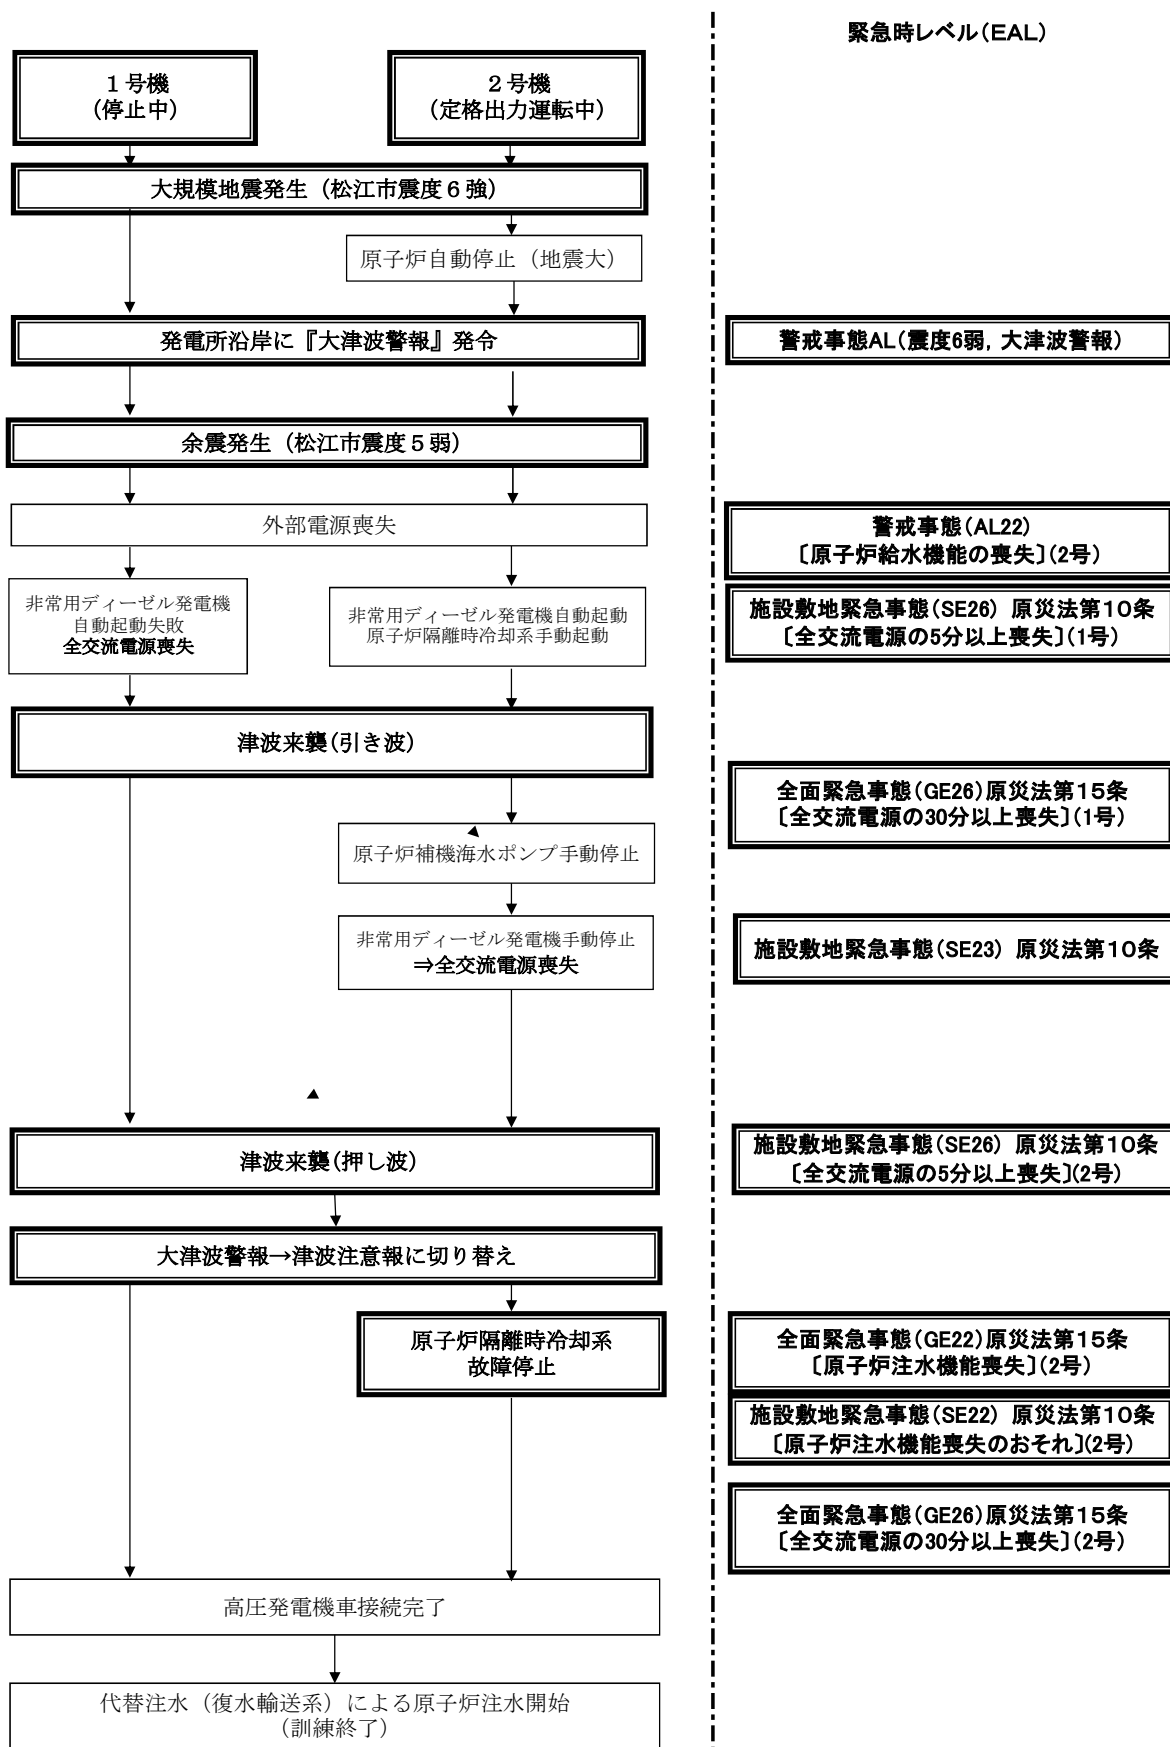 緊急時レベル（EAL）
１号機
（停止中）
２号機
（定格出力運転中）
大規模地震発生（松江市震度６強）
原子炉自動停止（地震大）
発電所沿岸に『大津波警報』発令
警戒事態AL（震度6弱，大津波警報）
余震発生（松江市震度５弱）
外部電源喪失
警戒事態（AL22）
〔原子炉給水機能の喪失〕（2号）
非常用ディーゼル発電機
自動起動失敗
全交流電源喪失
非常用ディーゼル発電機自動起動
原子炉隔離時冷却系手動起動
施設敷地緊急事態（SE26） 原災法第１０条
〔全交流電源の5分以上喪失〕（1号）
津波来襲（引き波）
全面緊急事態（GE26）原災法第１５条
〔全交流電源の30分以上喪失〕（1号）
原子炉補機海水ポンプ手動停止
非常用ディーゼル発電機手動停止
⇒全交流電源喪失
施設敷地緊急事態（SE23） 原災法第１０条
津波来襲（押し波）
施設敷地緊急事態（SE26） 原災法第１０条
〔全交流電源の5分以上喪失〕（2号）
大津波警報→津波注意報に切り替え
原子炉隔離時冷却系
故障停止
全面緊急事態（GE22）原災法第１５条
〔原子炉注水機能喪失〕（2号）
施設敷地緊急事態（SE22） 原災法第１０条
〔原子炉注水機能喪失のおそれ〕（2号）
全面緊急事態（GE26）原災法第１５条
〔全交流電源の30分以上喪失〕（2号）
高圧発電機車接続完了
代替注水（復水輸送系）による原子炉注水開始
（訓練終了）